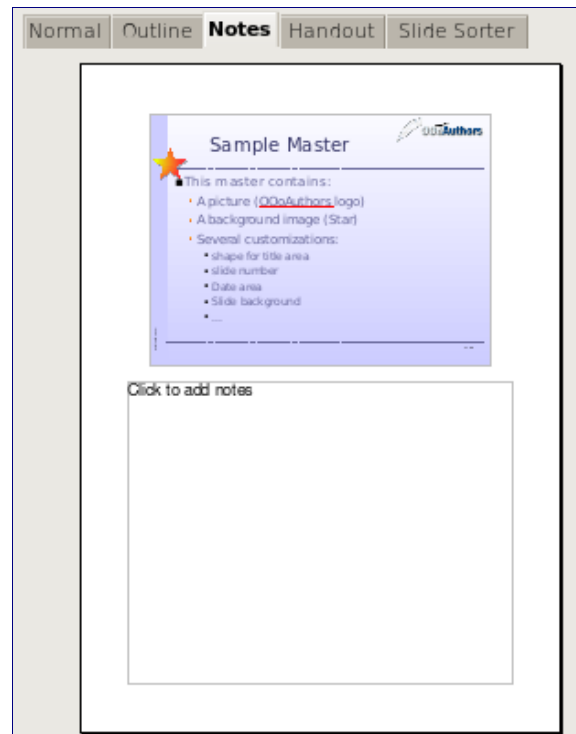 Normal Outline Notes Handout Slide Sorter
OOoAuthors
Sample Master
This master contains:
A picture (OOoAuthors logo)
A background image (Star)
Several customizations:
shape for title area
slide number
Date area
Slide background
...
Click to add notes